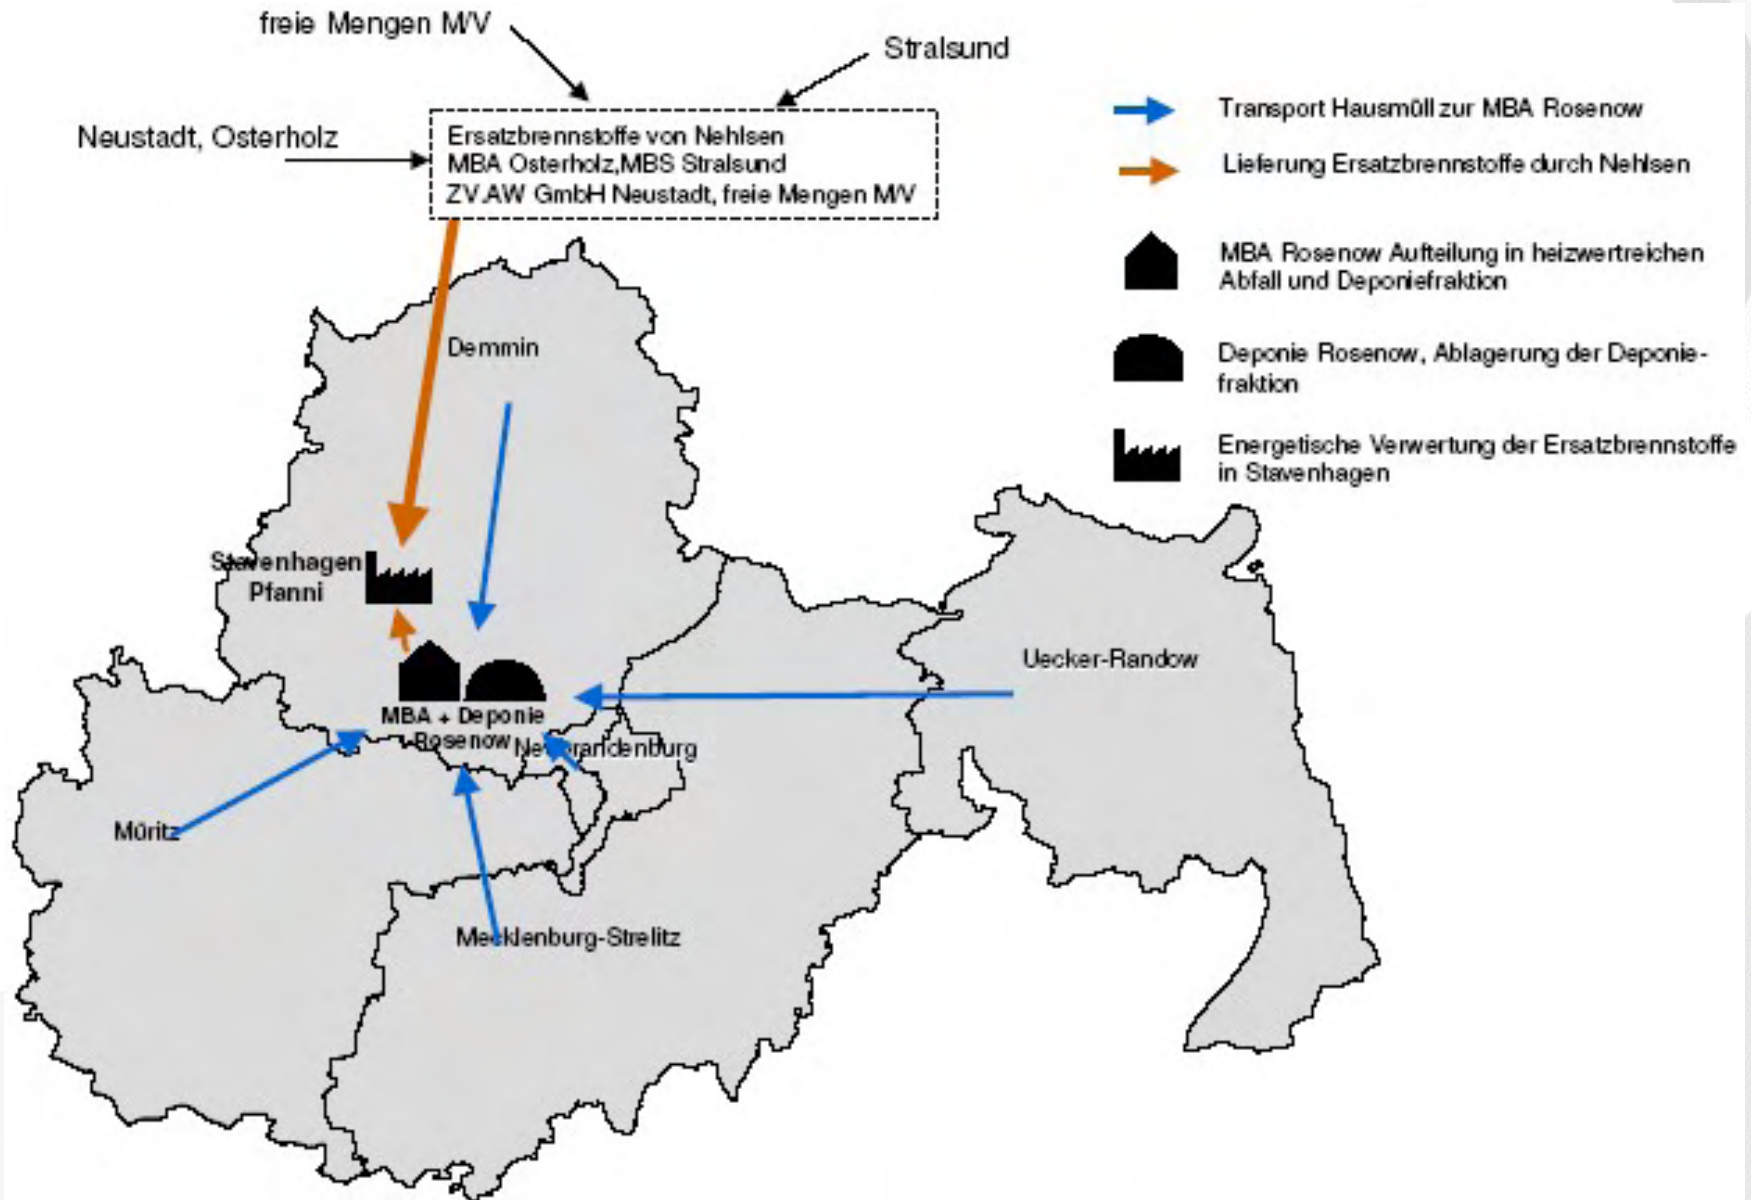 freie Mengen M/V
Stralsund
Neustadt, Osterholz
Ersatzbrennstoffe von Nehlsen
MBA Osterholz,MBS Stralsund
ZV.AW GmbH Neustadt, freie Mengen M/V
Transport Hausmüll zur MBA Rosenow
Lieferung Ersatzbrennstoffe durch Nehlsen
MBA Rosenow Aufteilung in heizwertreichen
Abfall und Deponiefraktion
Deponie Rosenow, Ablagerung der Deponie-
fraktion
Energetische Verwertung der Ersatzbrennstoffe
in Stavenhagen
Demmin
Stavenhagen
Pfanni
Uecker-Randow
MBA + Deponie
Rosenow
Neubrandenburg
Müritz
Mecklenburg-Strelitz